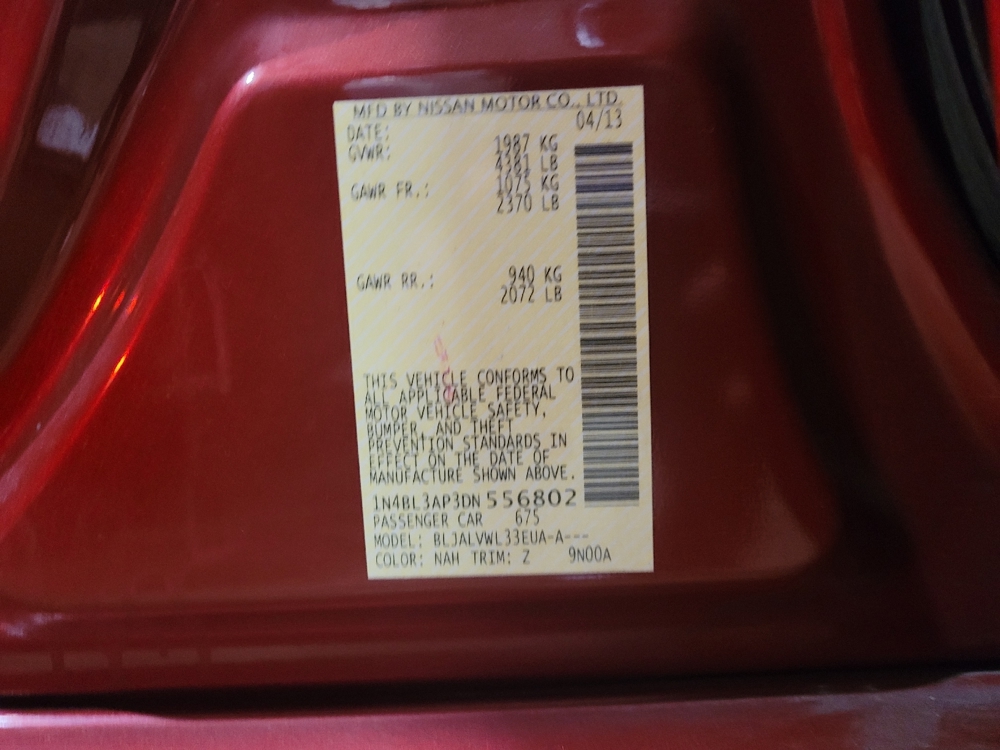 MFD BY NISSAN MOTOR CO., LTD.
DATE: 04/13
GVWR: 1987 KG
4381 LB
GAWR FR.: 1075 KG
2370 LB
GAWR RR.: 940 KG
2072 LB
THIS VEHICLE CONFORMS TO
ALL APPLICABLE FEDERAL
MOTOR VEHICLE SAFETY,
BUMPER, AND THEFT
PREVENTION STANDARDS IN
EFFECT ON THE DATE OF
MANUFACTURE SHOWN ABOVE.
1N4BL3AP3DN556802
PASSENGER CAR 675
MODEL: BLJALVWL33EUA-A---
COLOR: NAH TRIM: Z 9N00A